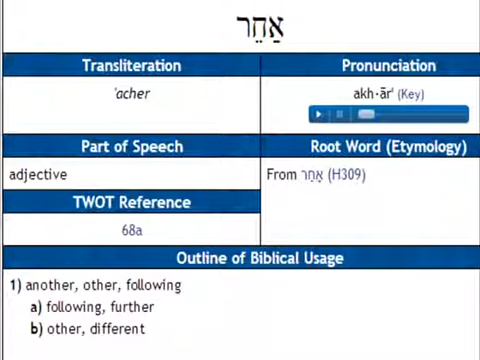 אַחֵר
Transliteration
Pronunciation
'acher
akh·ār' (Key)
Part of Speech
Root Word (Etymology)
adjective
From אָחַר (H309)
TWOT Reference
68a
Outline of Biblical Usage
1) another, other, following
a) following, further
b) other, different